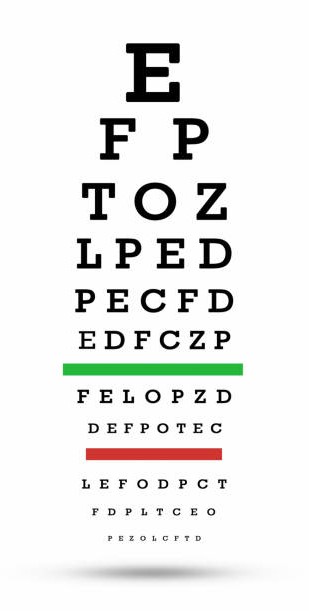 E
F P
T O Z
L P E D
P E C F D
E D F C Z P
F E L O P Z D
D E F P O T E C
L E F O D P C T
F D P L T C E O
P E Z O L C F T D